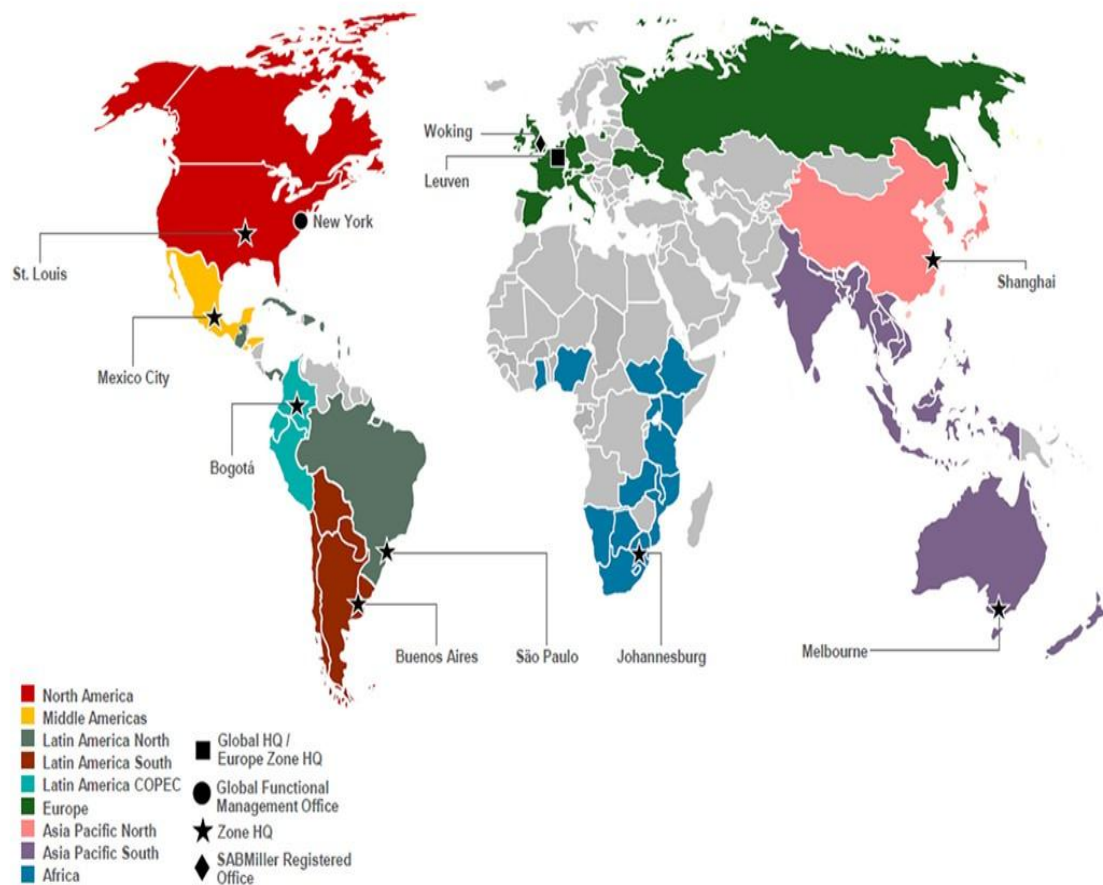 Woking
Leuven
New York
St. Louis
Shanghai
Mexico City
Bogotá
Buenos Aires
São Paulo
Johannesburg
Melbourne
North America
Middle Americas
Latin America North
Latin America South
Latin America COPEC
Europe
Asia Pacific North
Asia Pacific South
Africa
Global HQ /
Europe Zone HQ
Global Functional
Management Office
Zone HQ
SABMiller Registered
Office